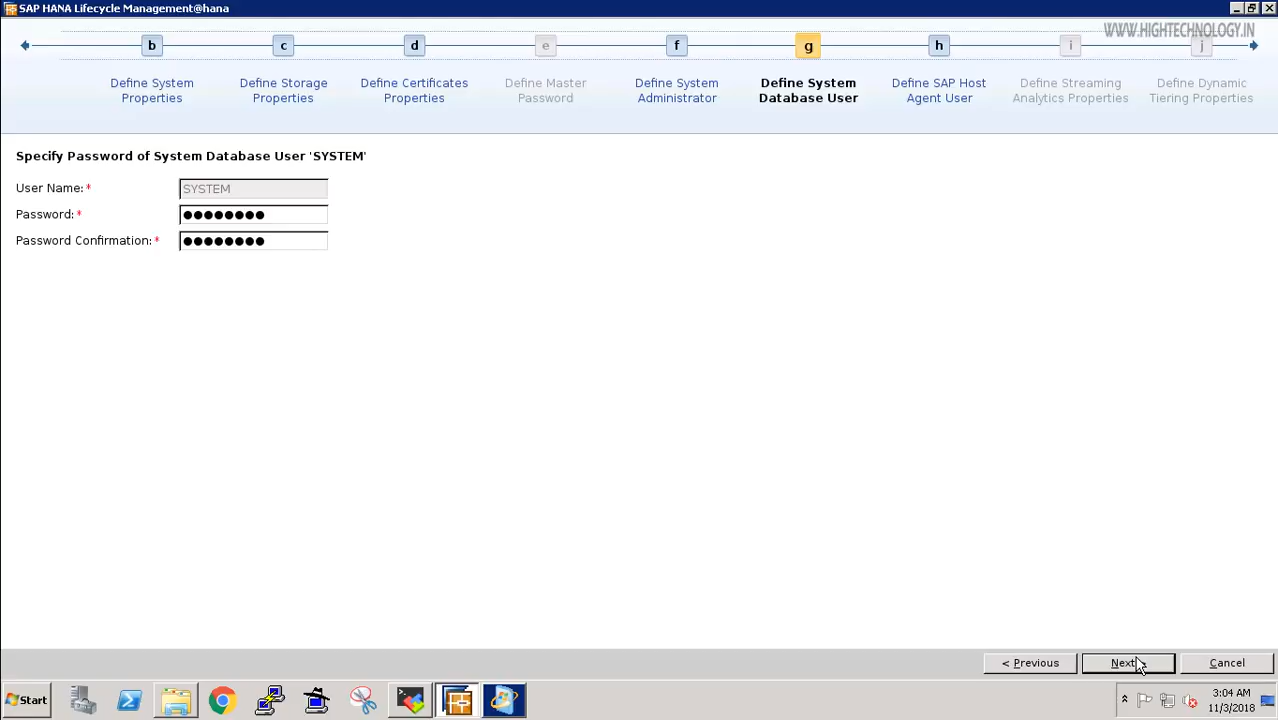 SAP HANA Lifecycle Management@hana
WWW.HIGHTECHNOLOGY.IN
b c d e f g h i j
Define System Properties
Define Storage Properties
Define Certificates Properties
Define Master Password
Define System Administrator
Define System Database User
Define SAP Host Agent User
Define Streaming Analytics Properties
Define Dynamic Tiering Properties
Specify Password of System Database User 'SYSTEM'
User Name:* SYSTEM
Password:* ●●●●●●●●
Password Confirmation:* ●●●●●●●●
< Previous Next Cancel
Start
3:04 AM
11/3/2018